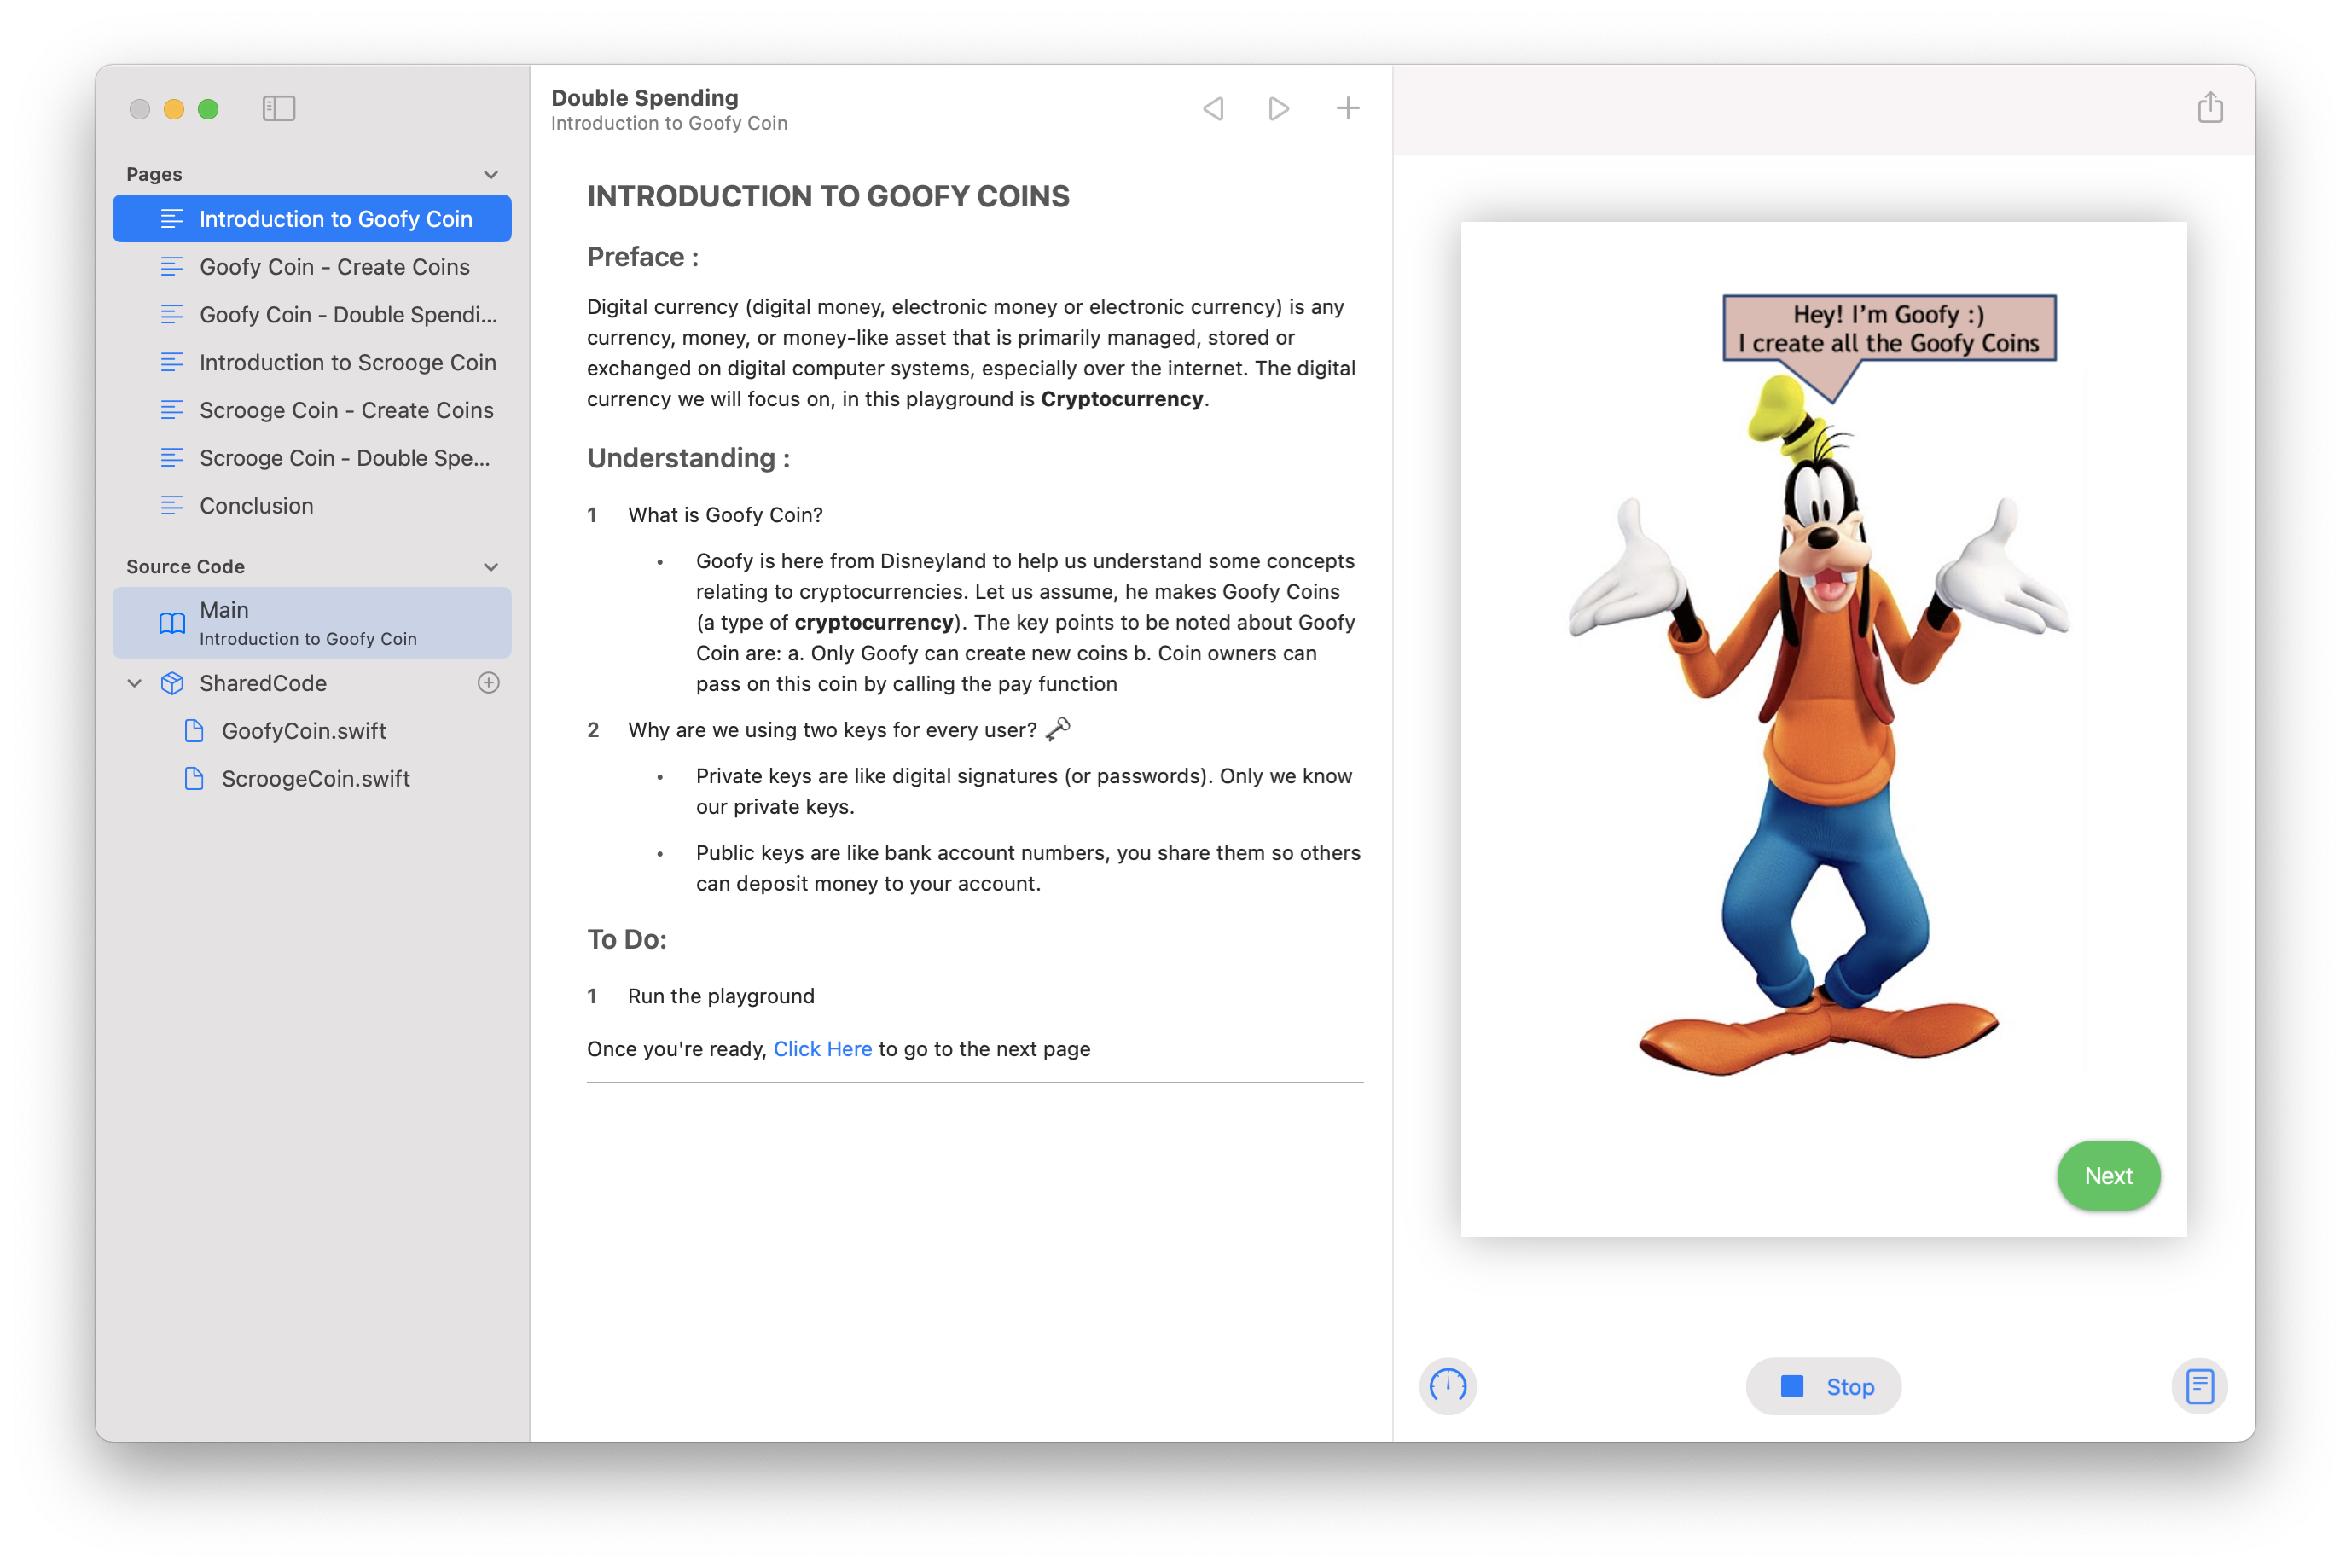 Pages
Introduction to Goofy Coin
Goofy Coin - Create Coins
Goofy Coin - Double Spendi...
Introduction to Scrooge Coin
Scrooge Coin - Create Coins
Scrooge Coin - Double Spe...
Conclusion
Source Code
Main
Introduction to Goofy Coin
SharedCode
GoofyCoin.swift
ScroogeCoin.swift
Double Spending
Introduction to Goofy Coin
INTRODUCTION TO GOOFY COINS
Preface :
Digital currency (digital money, electronic money or electronic currency) is any
currency, money, or money-like asset that is primarily managed, stored or
exchanged on digital computer systems, especially over the internet. The digital
currency we will focus on, in this playground is Cryptocurrency.
Understanding :
1 What is Goofy Coin?
• Goofy is here from Disneyland to help us understand some concepts
relating to cryptocurrencies. Let us assume, he makes Goofy Coins
(a type of cryptocurrency). The key points to be noted about Goofy
Coin are: a. Only Goofy can create new coins b. Coin owners can
pass on this coin by calling the pay function
2 Why are we using two keys for every user? 🗝
• Private keys are like digital signatures (or passwords). Only we know
our private keys.
• Public keys are like bank account numbers, you share them so others
can deposit money to your account.
To Do:
1 Run the playground
Once you're ready, Click Here to go to the next page
Hey! I'm Goofy :)
I create all the Goofy Coins
Next
Stop